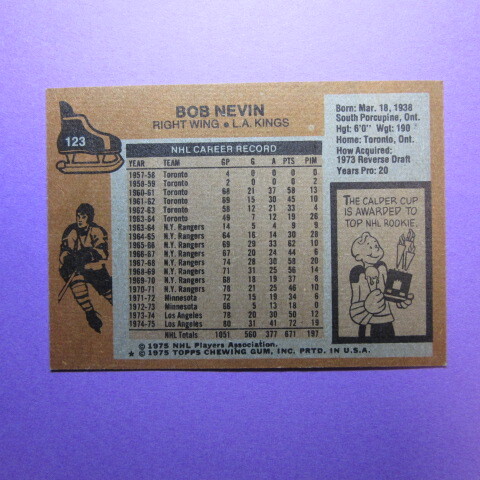 123
BOB NEVIN
RIGHT WING • L.A. KINGS
NHL CAREER RECORD
YEAR TEAM GP G A PTS PIM
1957-58 Toronto 4 0 0 0 0
1958-59 Toronto 2 0 0 0 2
1960-61 Toronto 68 21 37 58 13
1961-62 Toronto 69 15 30 45 10
1962-63 Toronto 58 12 21 33 4
1963-64 Toronto 49 7 12 19 26
1963-64 N.Y. Rangers 14 5 4 9 9
1964-65 N.Y. Rangers 64 16 14 30 28
1965-66 N.Y. Rangers 69 29 33 62 10
1966-67 N.Y. Rangers 67 20 24 44 6
1967-68 N.Y. Rangers 74 28 30 58 20
1968-69 N.Y. Rangers 71 31 25 56 14
1969-70 N.Y. Rangers 68 18 19 37 6
1970-71 N.Y. Rangers 78 21 25 46 10
1971-72 Minnesota 72 15 19 34 6
1972-73 Minnesota 66 5 13 18 0
1973-74 Los Angeles 78 20 30 50 12
1974-75 Los Angeles 80 31 41 72 19
NHL Totals 1051 377 671 197
© 1975 NHL Players Association.
★ © 1975 TOPPS CHEWING GUM, INC. PRTD. IN U.S.A.
Born: Mar. 18, 1938
South Porcupine, Ont.
Hgt: 6'0" Wgt: 190
Home: Toronto, Ont.
How Acquired:
1973 Reverse Draft
Years Pro: 20
THE CALDER CUP
IS AWARDED TO
TOP NHL ROOKIE.